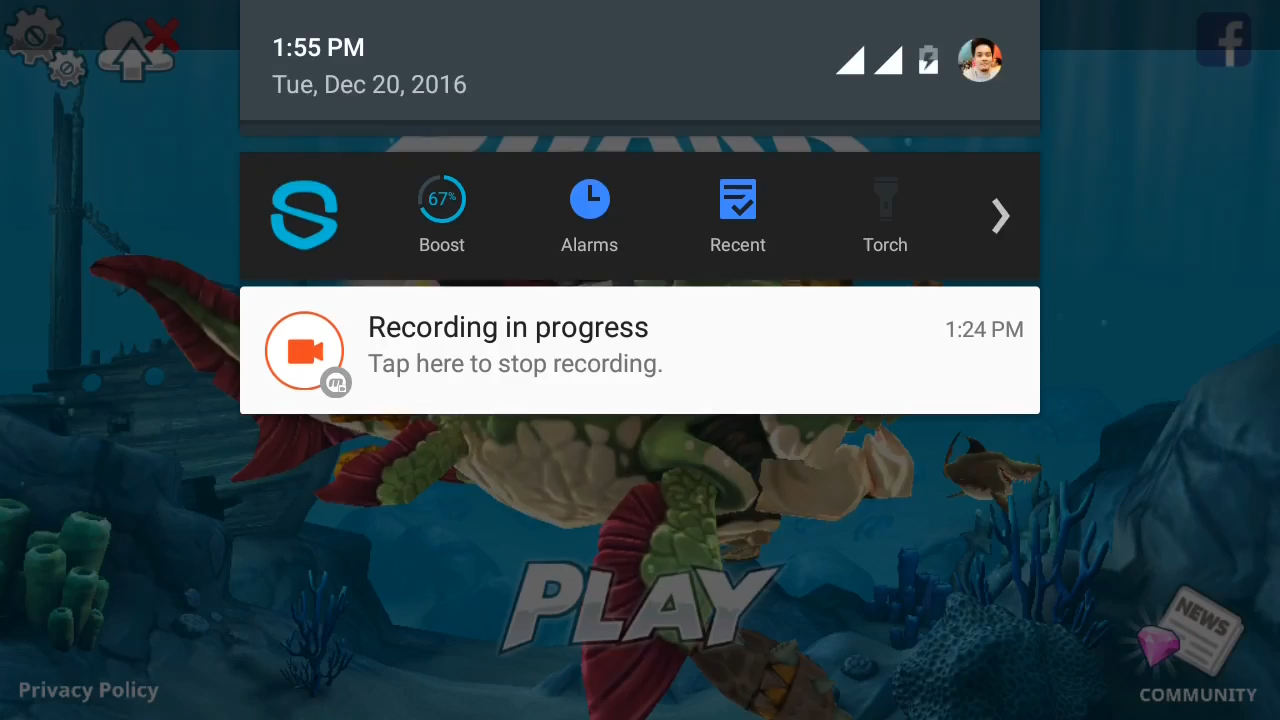 1:55 PM
Tue, Dec 20, 2016
67%
Boost
Alarms
Recent
Torch
Recording in progress
1:24 PM
Tap here to stop recording.
PLAY
NEWS
Privacy Policy
COMMUNITY